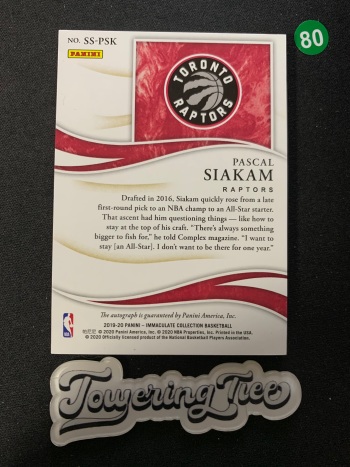 NO. SS-PSK
PANINI
80
TORONTO
RAPTORS
PASCAL
SIAKAM
RAPTORS
Drafted in 2016, Siakam quickly rose from a late
first-round pick to an NBA champ to an All-Star starter.
That ascent had him questioning things — like how to
stay at the top of his craft. "There's always something
bigger to fish for," he told Complex magazine. "I want to
stay [an All-Star]. I don't want to be there for one year."
The autograph is guaranteed by Panini America, Inc.
2019-20 PANINI – IMMACULATE COLLECTION BASKETBALL
© 2020 Panini America, Inc. © 2020 NBA Properties, Inc. Printed in the USA.
© 2020 Officially licensed product of the National Basketball Players Association.
NBA
Towering Tree